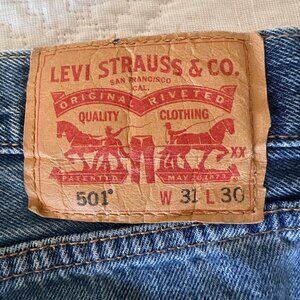 LEVI STRAUSS & CO.
SAN FRANCISCO
CAL.
ORIGINAL RIVETED
QUALITY CLOTHING
XX
PATENTED MAY 20 1873
501® W 31 L 30